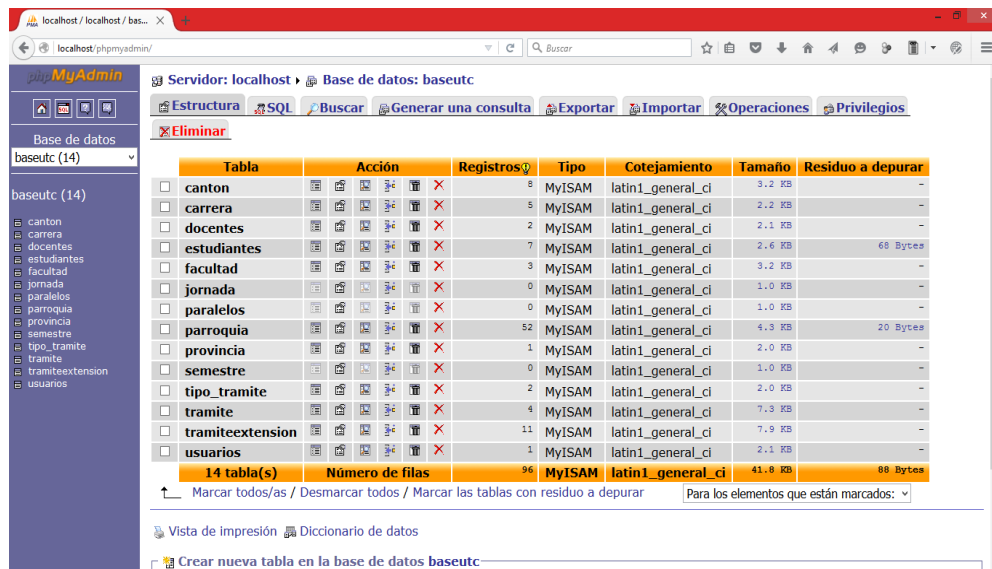 localhost / localhost / bas...
localhost/phpmyadmin/
Buscar
phpMyAdmin
Base de datos
baseutc (14)
baseutc (14)
canton
carrera
docentes
estudiantes
facultad
jornada
paralelos
parroquia
provincia
semestre
tipo_tramite
tramite
tramiteextension
usuarios
Servidor: localhost ▸ Base de datos: baseutc
Estructura SQL Buscar Generar una consulta Exportar Importar Operaciones Privilegios
Eliminar
Tabla Acción Registros Tipo Cotejamiento Tamaño Residuo a depurar
canton 8 MyISAM latin1_general_ci 3.2 KB -
carrera 5 MyISAM latin1_general_ci 2.2 KB -
docentes 2 MyISAM latin1_general_ci 2.1 KB -
estudiantes 7 MyISAM latin1_general_ci 2.6 KB 68 Bytes
facultad 3 MyISAM latin1_general_ci 3.2 KB -
jornada 0 MyISAM latin1_general_ci 1.0 KB -
paralelos 0 MyISAM latin1_general_ci 1.0 KB -
parroquia 52 MyISAM latin1_general_ci 4.3 KB 20 Bytes
provincia 1 MyISAM latin1_general_ci 2.0 KB -
semestre 0 MyISAM latin1_general_ci 1.0 KB -
tipo_tramite 2 MyISAM latin1_general_ci 2.0 KB -
tramite 4 MyISAM latin1_general_ci 7.3 KB -
tramiteextension 11 MyISAM latin1_general_ci 7.9 KB -
usuarios 1 MyISAM latin1_general_ci 2.1 KB -
14 tabla(s) Número de filas 96 MyISAM latin1_general_ci 41.8 KB 88 Bytes
Marcar todos/as / Desmarcar todos / Marcar las tablas con residuo a depurar Para los elementos que están marcados:
Vista de impresión Diccionario de datos
Crear nueva tabla en la base de datos baseutc